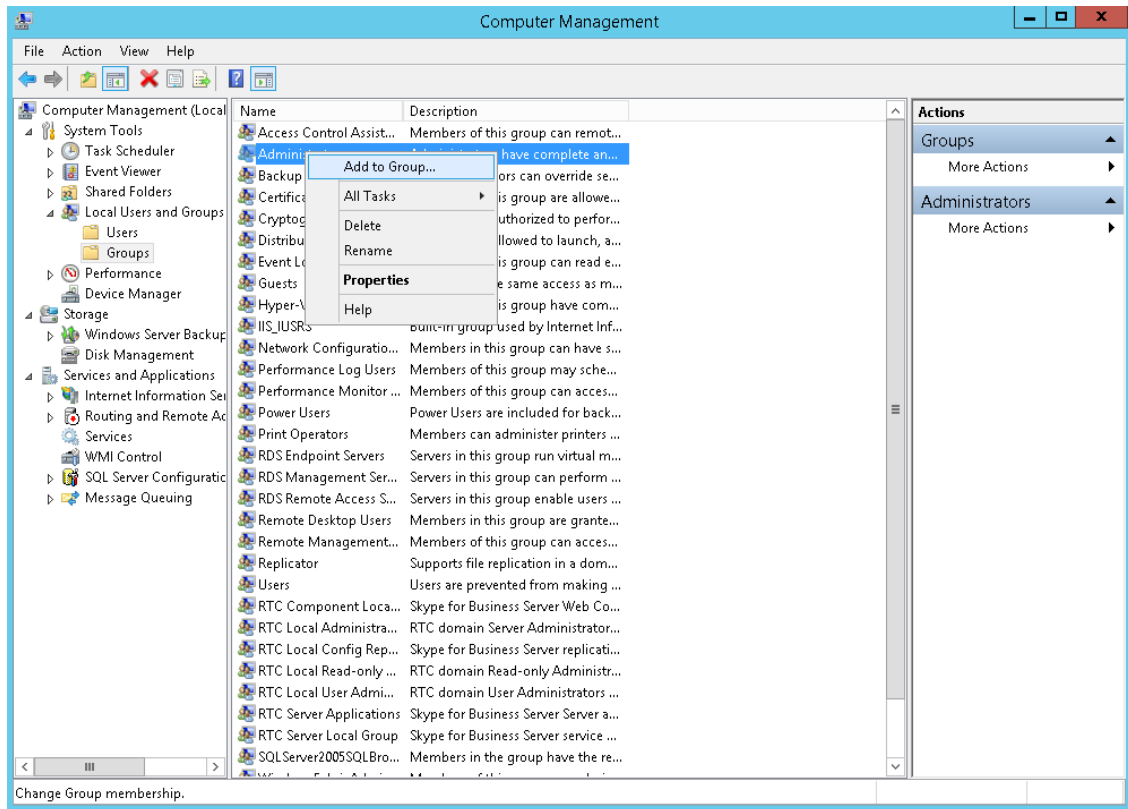 Computer Management
x
File Action View Help
Computer Management (Local
System Tools
Task Scheduler
Event Viewer
Shared Folders
Local Users and Groups
Users
Groups
Performance
Device Manager
Storage
Windows Server Backup
Disk Management
Services and Applications
Internet Information Ser
Routing and Remote Ac
Services
WMI Control
SQL Server Configuratic
Message Queuing
Name Description
Access Control Assist... Members of this group can remot...
Admini have complete an...
Backup ors can override se...
Certifica is group are allowe...
Cryptog uthorized to perfor...
Distribu llowed to launch, a...
Event Lo is group can read e...
Guests e same access as m...
Hyper-V is group have com...
IIS_IUSRS Built-in group used by Internet Inf...
Network Configuratio... Members in this group can have s...
Performance Log Users Members of this group may sche...
Performance Monitor ... Members of this group can acces...
Power Users Power Users are included for back...
Print Operators Members can administer printers ...
RDS Endpoint Servers Servers in this group run virtual m...
RDS Management Ser... Servers in this group can perform ...
RDS Remote Access S... Servers in this group enable users ...
Remote Desktop Users Members in this group are grante...
Remote Management... Members of this group can acces...
Replicator Supports file replication in a dom...
Users Users are prevented from making ...
RTC Component Loca... Skype for Business Server Web Co...
RTC Local Administra... RTC domain Server Administrator...
RTC Local Config Rep... Skype for Business Server replicati...
RTC Local Read-only ... RTC domain Read-only Administr...
RTC Local User Admi... RTC domain User Administrators ...
RTC Server Applications Skype for Business Server Server a...
RTC Server Local Group Skype for Business Server service ...
SQLServer2005SQLBro... Members in the group have the re...
Add to Group...
All Tasks
Delete
Rename
Properties
Help
Actions
Groups
More Actions
Administrators
More Actions
Change Group membership.